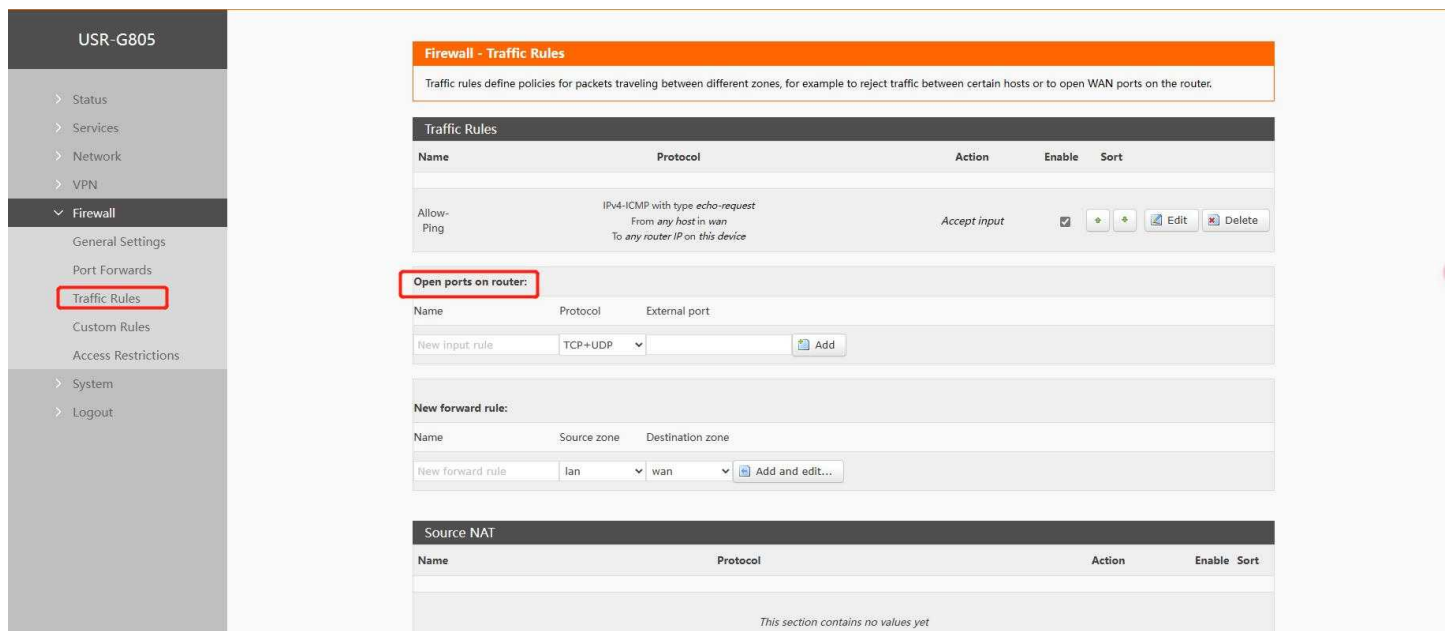 USR-G805
Status
Services
Network
VPN
Firewall
General Settings
Port Forwards
Traffic Rules
Custom Rules
Access Restrictions
System
Logout
Firewall - Traffic Rules
Traffic rules define policies for packets traveling between different zones, for example to reject traffic between certain hosts or to open WAN ports on the router.
Traffic Rules
Name Protocol Action Enable Sort
Allow-
Ping
IPv4-ICMP with type echo-request
From any host in wan
To any router IP on this device
Accept input
Edit Delete
Open ports on router:
Name Protocol External port
New input rule TCP+UDP Add
New forward rule:
Name Source zone Destination zone
New forward rule lan wan Add and edit...
Source NAT
Name Protocol Action Enable Sort
This section contains no values yet